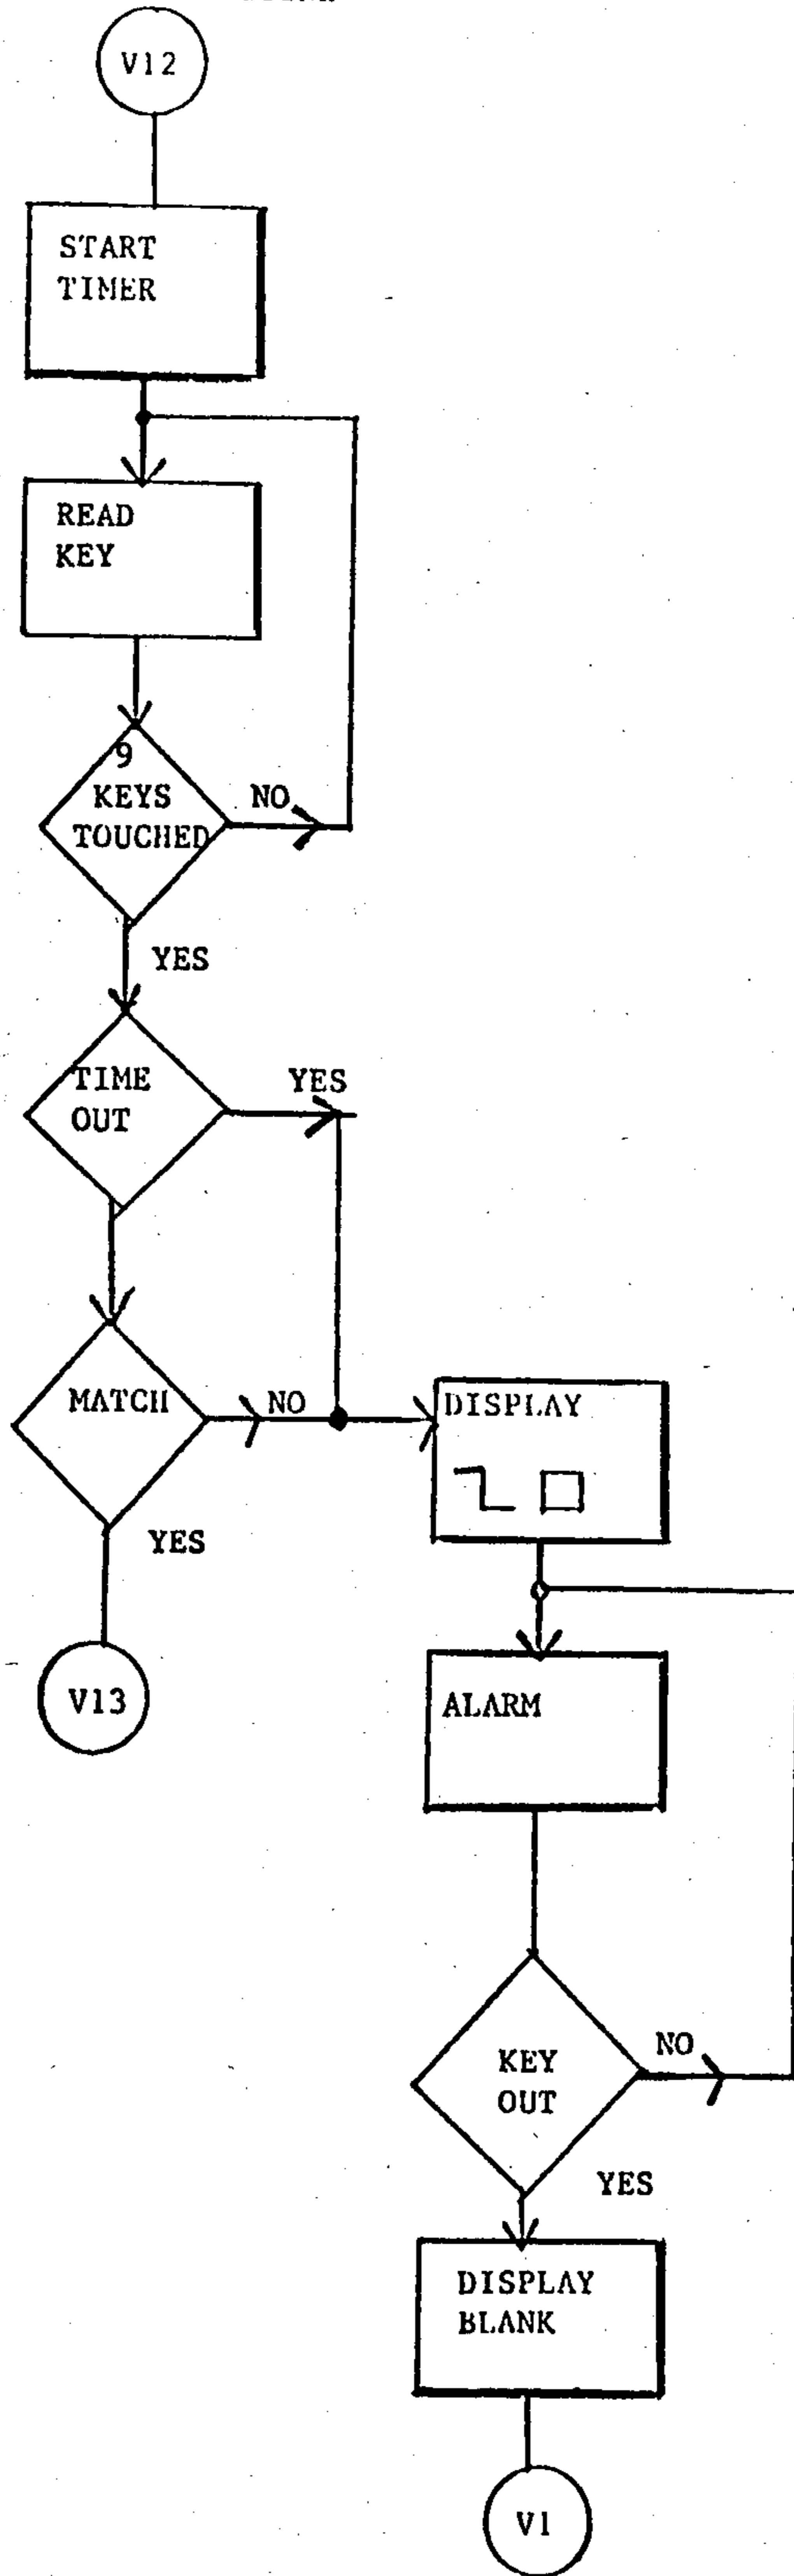 V12
START
TIMER
READ
KEY
9
KEYS
TOUCHED
NO
YES
TIME
OUT
YES
MATCH
NO
DISPLAY
YES
V13
ALARM
KEY
OUT
NO
YES
DISPLAY
BLANK
V1